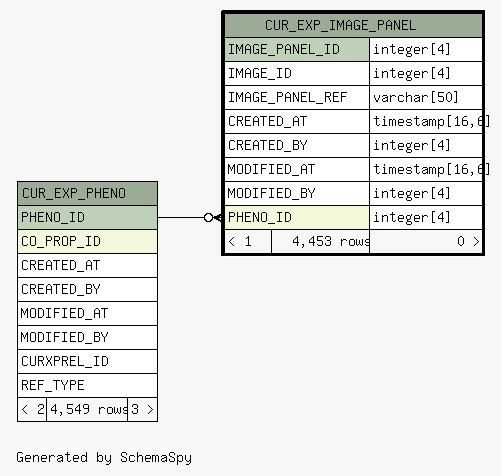 CUR_EXP_IMAGE_PANEL
IMAGE_PANEL_ID integer[4]
IMAGE_ID integer[4]
IMAGE_PANEL_REF varchar[50]
CREATED_AT timestamp[16,6]
CREATED_BY integer[4]
MODIFIED_AT timestamp[16,6]
MODIFIED_BY integer[4]
PHENO_ID integer[4]
< 1 4,453 rows 0 >
CUR_EXP_PHENO
PHENO_ID
CO_PROP_ID
CREATED_AT
CREATED_BY
MODIFIED_AT
MODIFIED_BY
CURXPREL_ID
REF_TYPE
< 2 4,549 rows 3 >
Generated by SchemaSpy